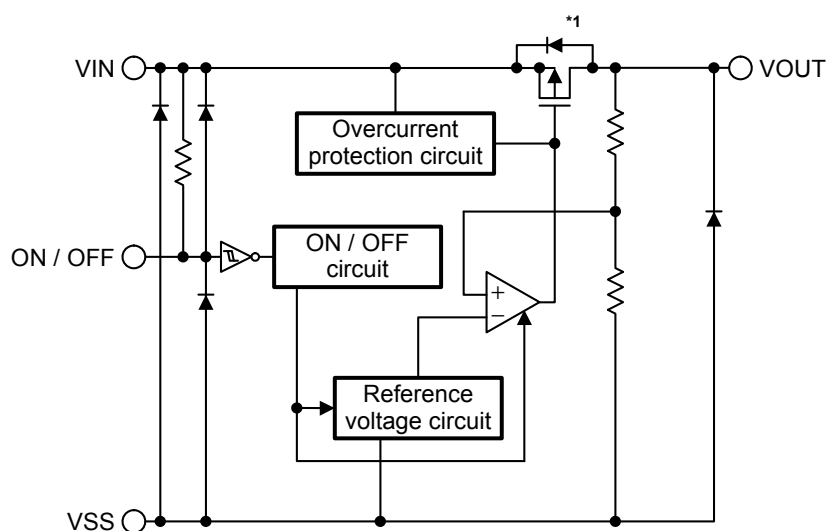 *1
VIN
VOUT
Overcurrent
protection circuit
ON / OFF
ON / OFF
circuit
+
−
Reference
voltage circuit
VSS